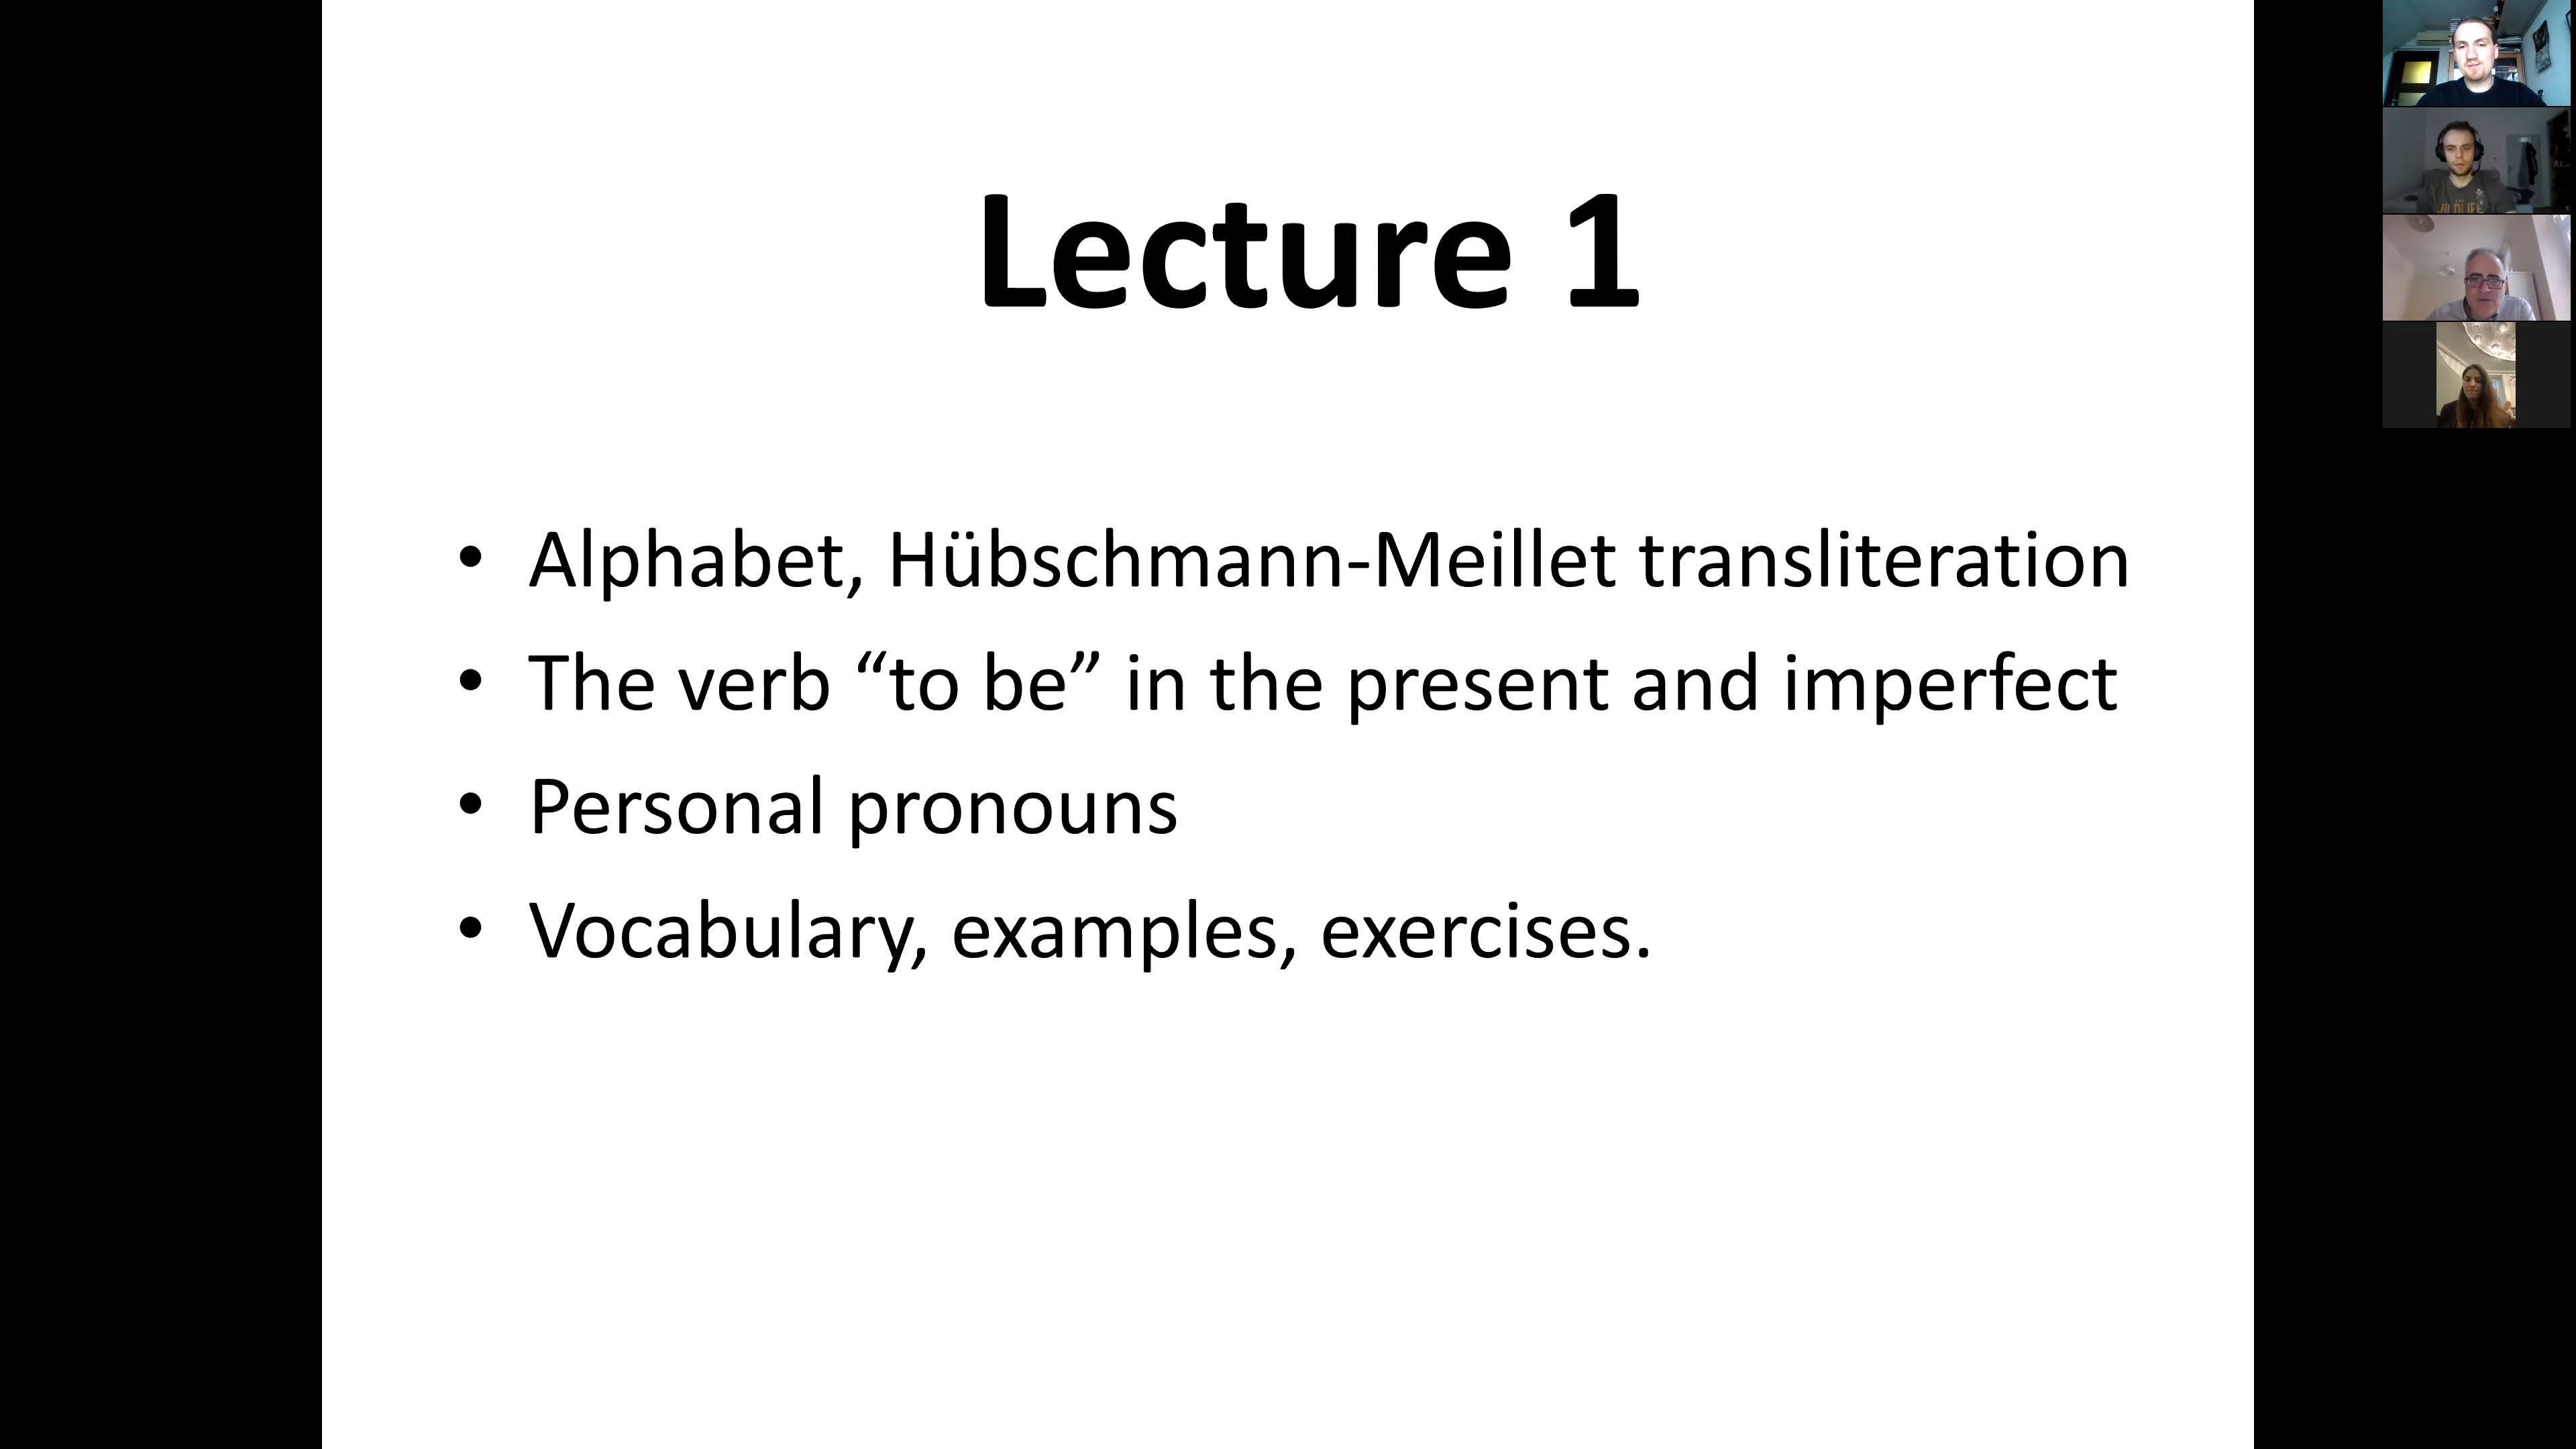 Lecture 1
• Alphabet, Hübschmann-Meillet transliteration
• The verb “to be” in the present and imperfect
• Personal pronouns
• Vocabulary, examples, exercises.